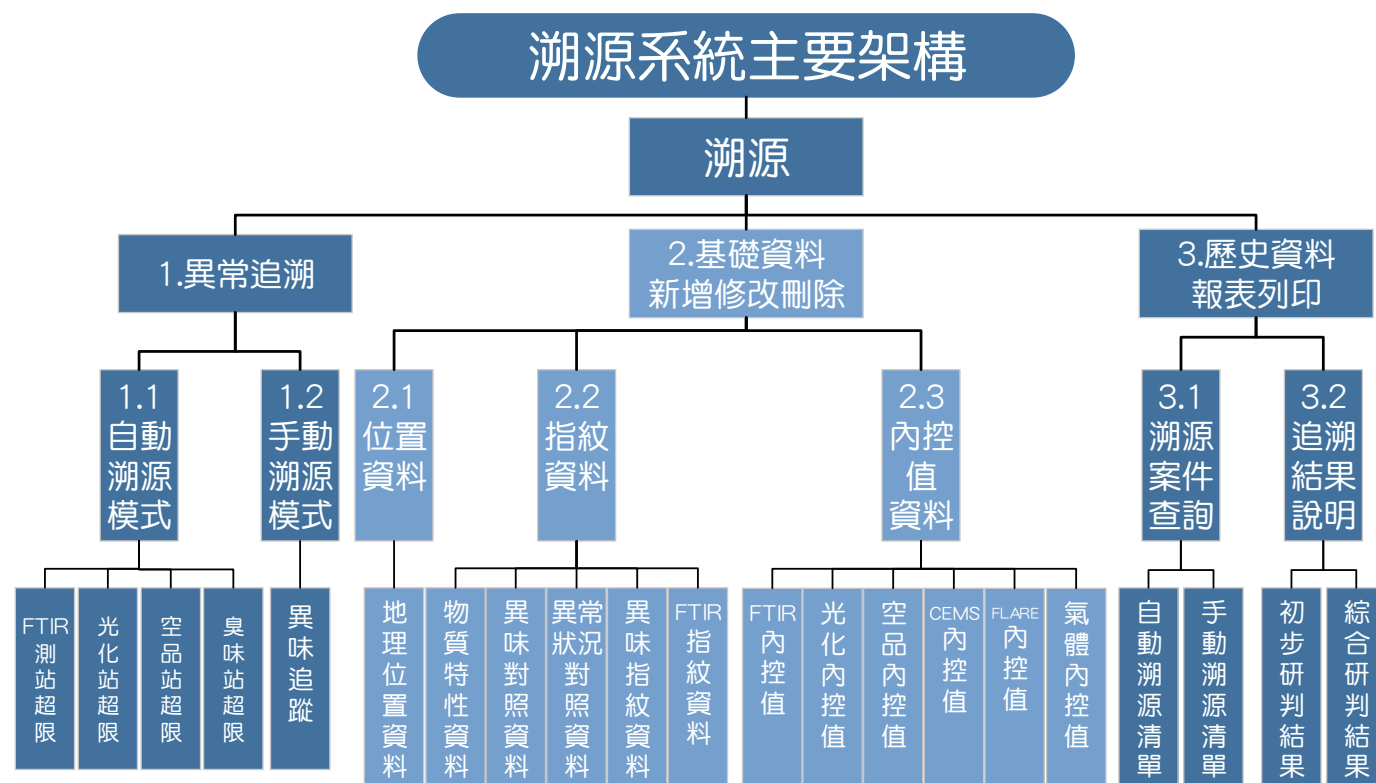 溯源系統主要架構
溯源
1.異常追溯
2.基礎資料
新增修改刪除
3.歷史資料
報表列印
1.1
自動
溯源
模式
1.2
手動
溯源
模式
2.1
位置
資料
2.2
指紋
資料
2.3
內控
值
資料
3.1
溯源
案件
查詢
3.2
追溯
結果
說明
FTIR
測站超限
光化站超限
空品站超限
臭味站超限
異味追蹤
地理位置資料
物質特性資料
異味對照資料
異常
狀況
對照資料
異味指紋資料
FTIR
指紋資料
FTIR
內控值
光化內控值
空品內控值
CEMS
內控值
FLARE
內控值
氣體內控值
自動溯源清單
手動溯源清單
初步研判結果
綜合研判結果